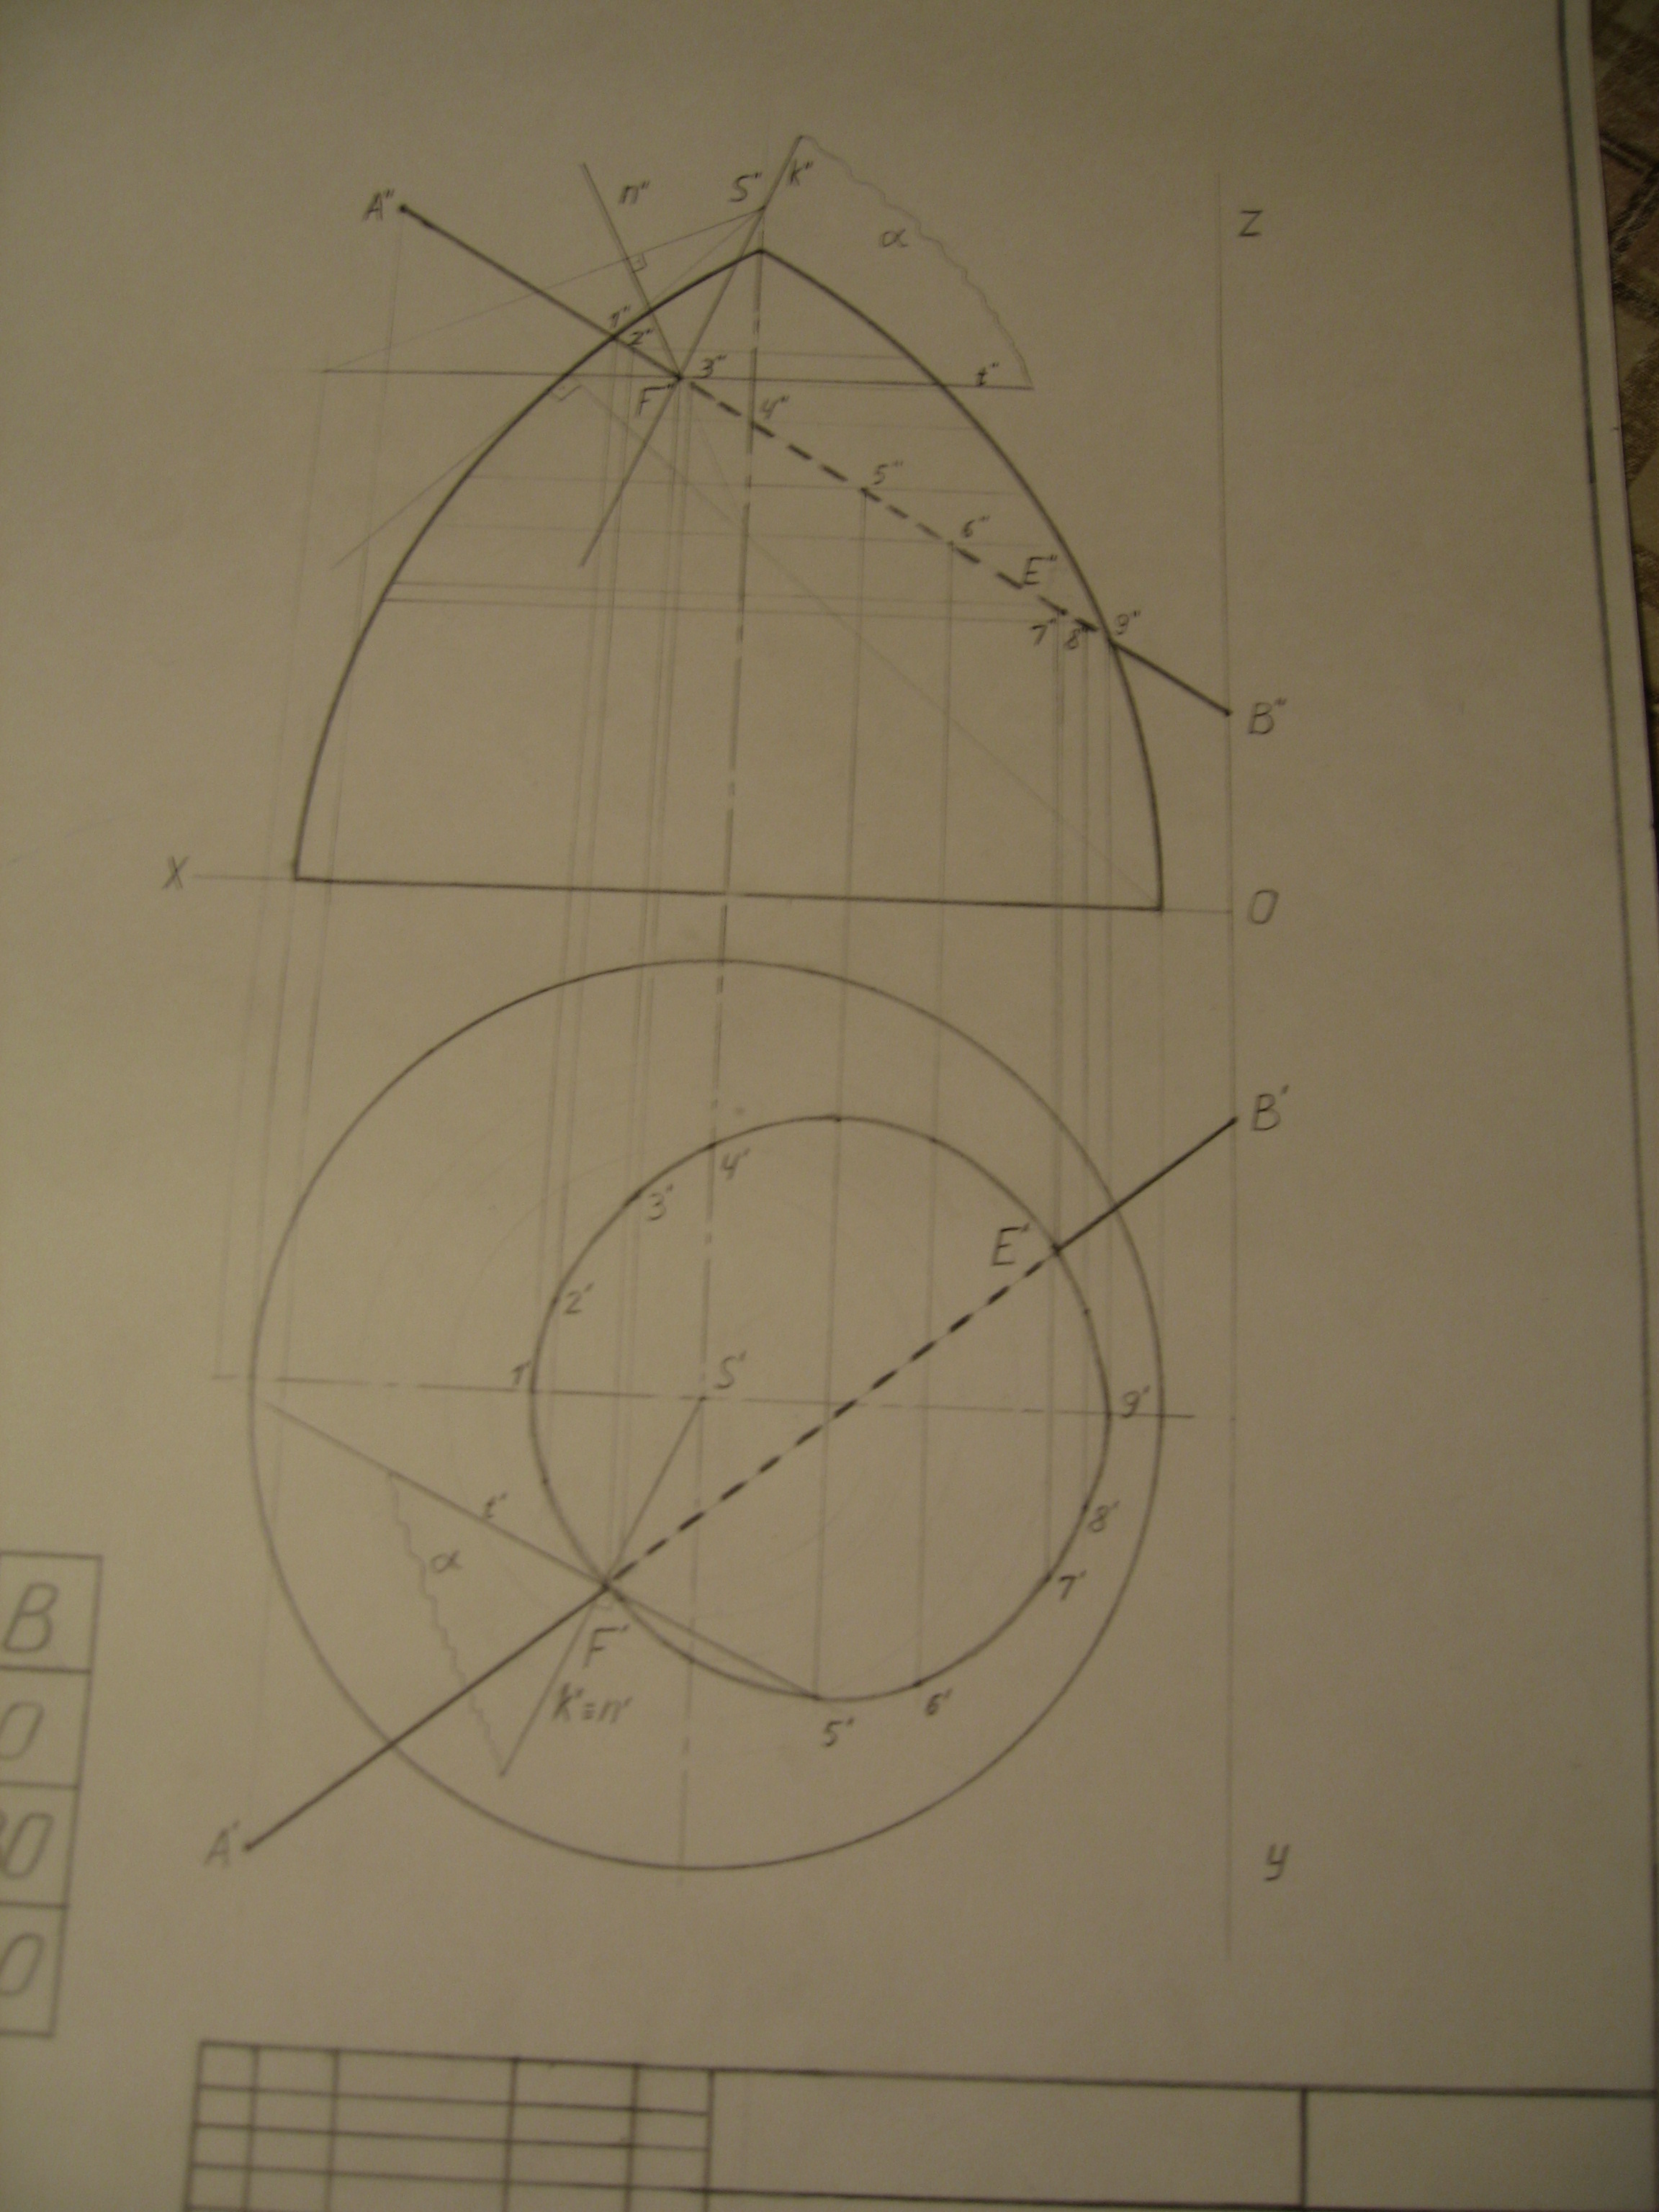 n" S" k"
A" Z
α
1"
2" 3" t"
F" 4"
5"
6"
E"
7" 8" 9"
B"
X O
B'
4'
3"
E'
2'
1' S' 9'
t' 8'
α 7'
B F'
k'≡n' 6'
5'
0
A' y
0
0